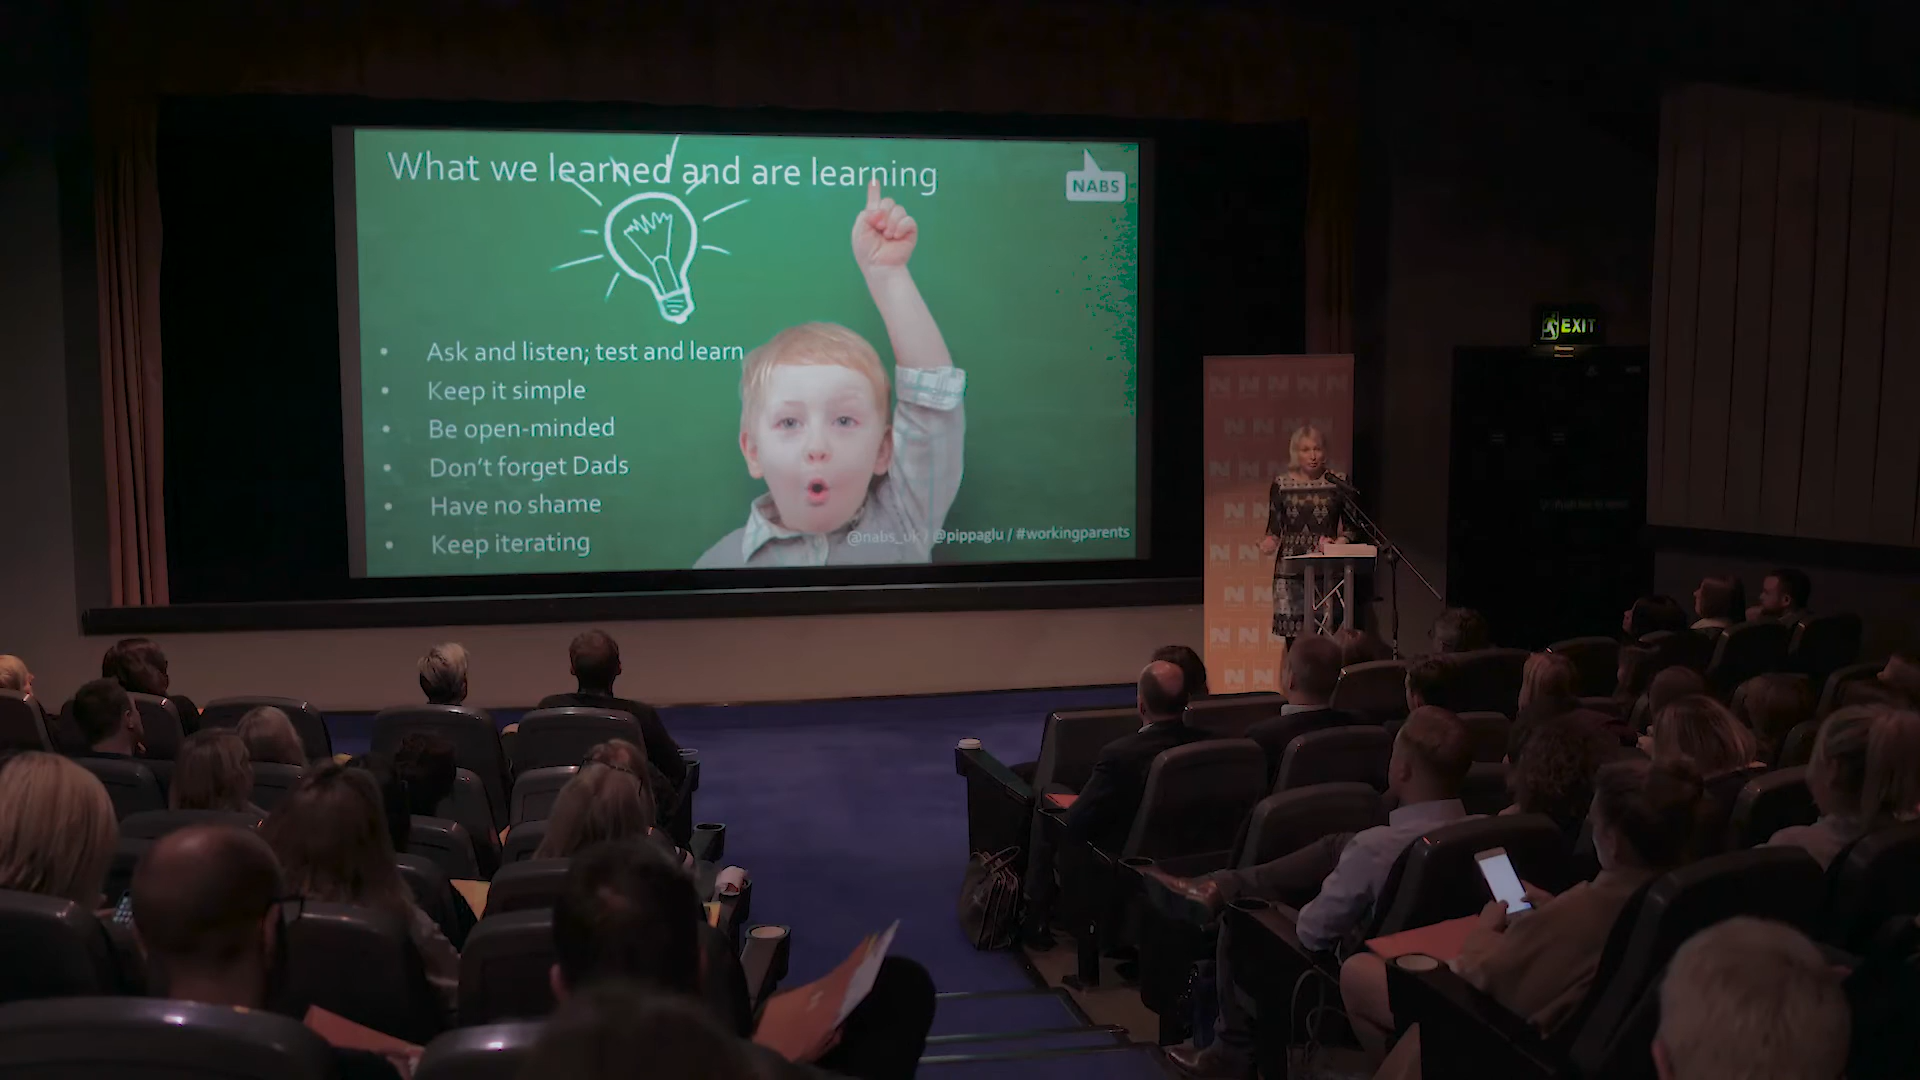 What we learned and are learning
NABS
Ask and listen; test and learn
Keep it simple
Be open-minded
Don't forget Dads
Have no shame
Keep iterating
@nabs_uk / @pippaglu / #workingparents
EXIT